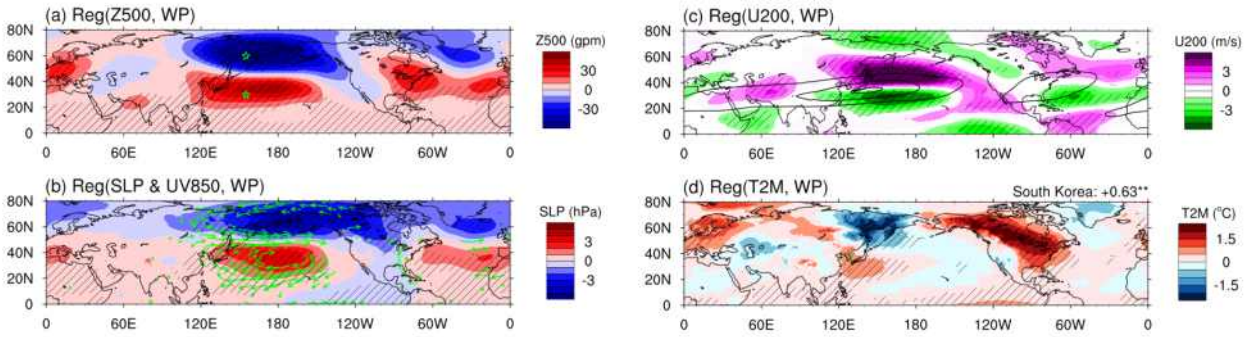 (a) Reg(Z500, WP)
80N
60N
40N
20N
0
0 60E 120E 180 120W 60W 0
Z500 (gpm)
30
-30
(c) Reg(U200, WP)
80N
60N
40N
20N
0
0 60E 120E 180 120W 60W 0
U200 (m/s)
3
-3
(b) Reg(SLP & UV850, WP)
80N
60N
40N
20N
0
0 60E 120E 180 120W 60W 0
SLP (hPa)
3
-3
(d) Reg(T2M, WP)
South Korea: +0.63**
80N
60N
40N
20N
0
0 60E 120E 180 120W 60W 0
T2M (°C)
1.5
-1.5